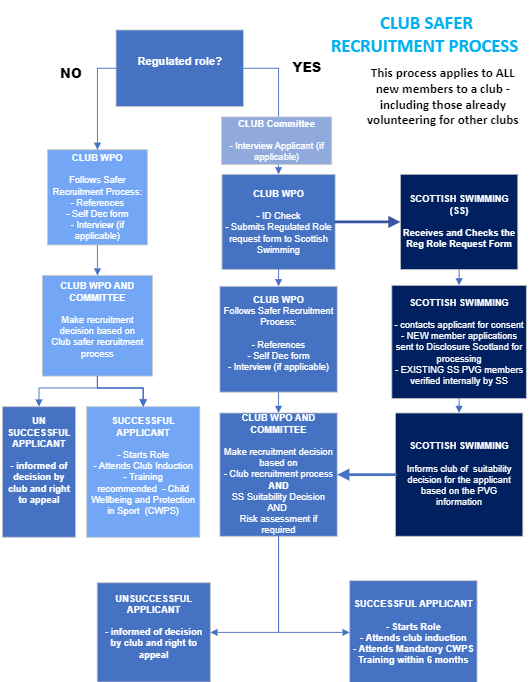 CLUB SAFER
RECRUITMENT PROCESS
This process applies to ALL
new members to a club -
including those already
volunteering for other clubs
Regulated role?
NO
YES
CLUB Committee
- Interview Applicant (if
applicable)
CLUB WPO
Follows Safer
Recruitment Process:
- References
- Self Dec form
- Interview (if
applicable)
CLUB WPO
- ID Check
- Submits Regulated Role
request form to Scottish
Swimming
SCOTTISH SWIMMING
(SS)
Receives and Checks the
Reg Role Request Form
CLUB WPO AND
COMMITTEE
Make recruitment
decision based on
Club safer recruitment
process
CLUB WPO
Follows Safer Recruitment
Process:
- References
- Self Dec form
- Interview (if applicable)
SCOTTISH SWIMMING
- contacts applicant for consent
- NEW member applications
sent to Disclosure Scotland for
processing
- EXISTING SS PVG members
verified internally by SS
UN
SUCCESSFUL
APPLICANT
- informed of
decision by
club and right
to appeal
SUCCESSFUL
APPLICANT
- Starts Role
- Attends Club Induction
- Training
recommended - Child
Wellbeing and Protection
in Sport (CWPS)
CLUB WPO AND
COMMITTEE
Make recruitment decision
based on
- Club recruitment process
AND
SS Suitability Decision
AND
Risk assessment if
required
SCOTTISH SWIMMING
Informs club of suitability
decision for the applicant
based on the PVG
information
UNSUCCESSFUL
APPLICANT
- informed of decision
by club and right to
appeal
SUCCESSFUL APPLICANT
- Starts Role
- Attends club induction
- Attends Mandatory CWPS
Training within 6 months